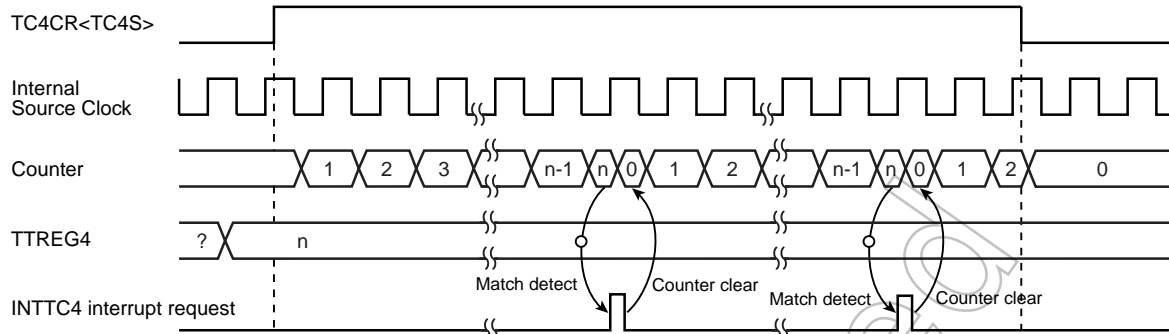 TC4CR<TC4S>
Internal
Source Clock
Counter
1 2 3 n-1 n 0 1 2 n-1 n 0 1 2 0
TTREG4
? n
Match detect Counter clear Match detect Counter clear
INTTC4 interrupt request